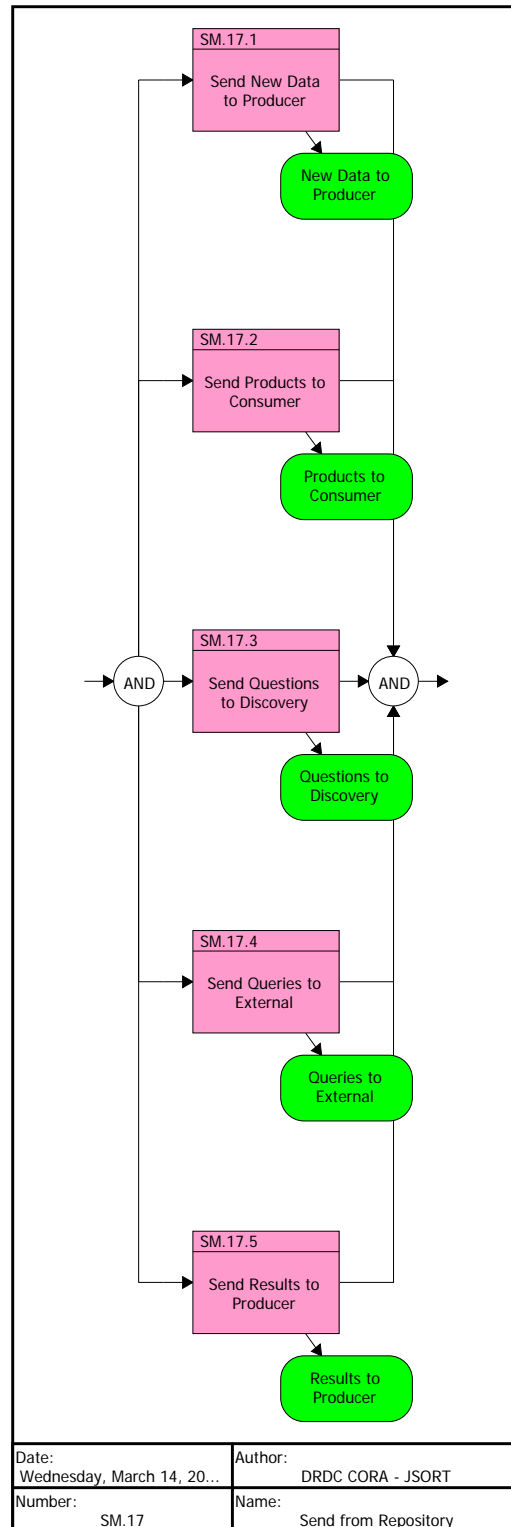 SM.17.1
Send New Data
to Producer
New Data to
Producer
SM.17.2
Send Products to
Consumer
Products to
Consumer
SM.17.3
AND
Send Questions
to Discovery
AND
Questions to
Discovery
SM.17.4
Send Queries to
External
Queries to
External
SM.17.5
Send Results to
Producer
Results to
Producer
Date:
Wednesday, March 14, 20...
Author:
DRDC CORA - JSORT
Number:
SM.17
Name:
Send from Repository